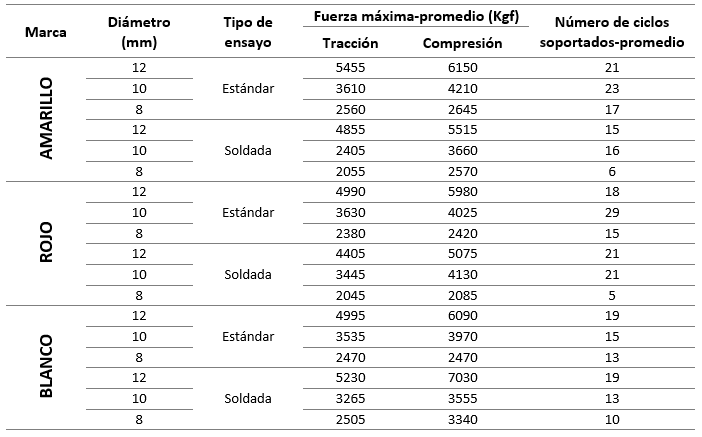 Marca Diámetro (mm) Tipo de ensayo Fuerza máxima-promedio (Kgf) Número de ciclos soportados-promedio
Tracción Compresión
AMARILLO
12 Estándar 5455 6150 21
10 3610 4210 23
8 2560 2645 17
12 Soldada 4855 5515 15
10 2405 3660 16
8 2055 2570 6
ROJO
12 Estándar 4990 5980 18
10 3630 4025 29
8 2380 2420 15
12 Soldada 4405 5075 21
10 3445 4130 21
8 2045 2085 5
BLANCO
12 Estándar 4995 6090 19
10 3535 3970 15
8 2470 2470 13
12 Soldada 5230 7030 19
10 3265 3555 13
8 2505 3340 10